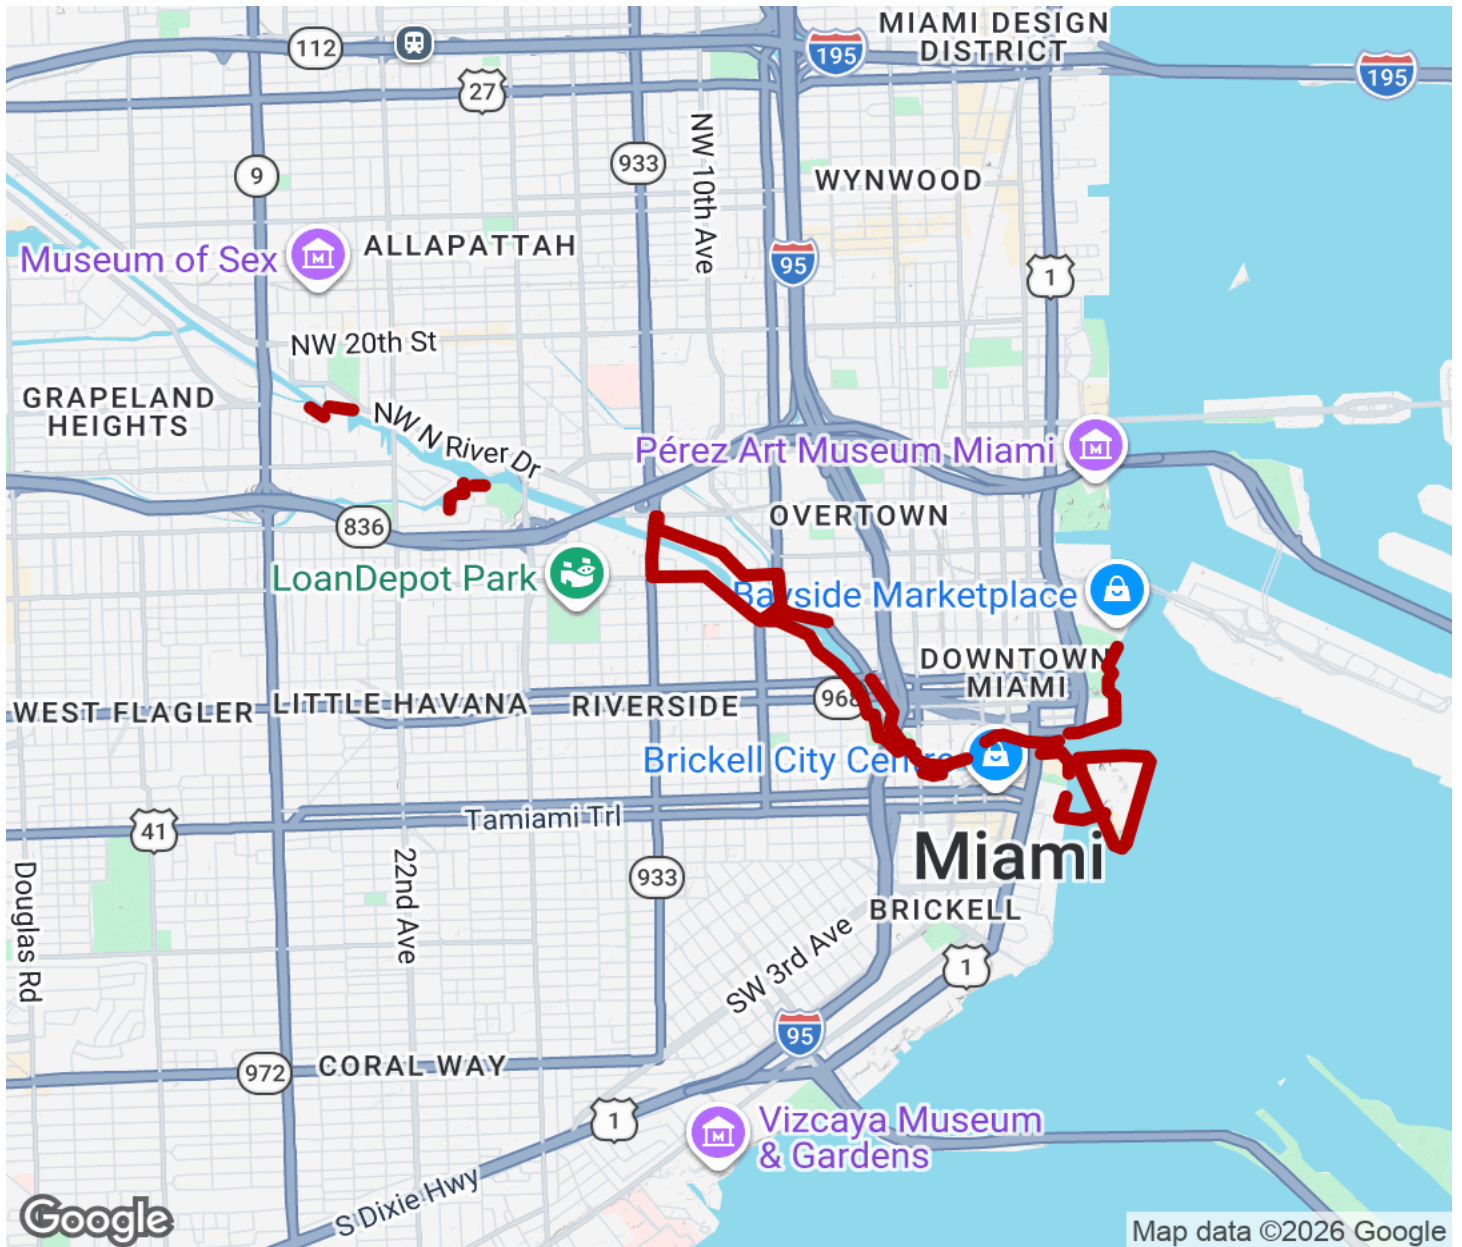 MIAMI DESIGN
DISTRICT
112
195
195
27
933
NW 10th Ave
9
WYNWOOD
ALLAPATTAH
Museum of Sex
95
1
NW 20th St
GRAPELAND
HEIGHTS
NW N River Dr
Pérez Art Museum Miami
836
OVERTOWN
LoanDepot Park
Bayside Marketplace
DOWNTOWN
MIAMI
968
WEST FLAGLER
LITTLE HAVANA
RIVERSIDE
Brickell City Centre
Tamiami Trl
41
Miami
22nd Ave
933
Douglas Rd
BRICKELL
SW 3rd Ave
1
95
CORAL WAY
972
1
Vizcaya Museum
& Gardens
S Dixie Hwy
Google
Map data ©2026 Google